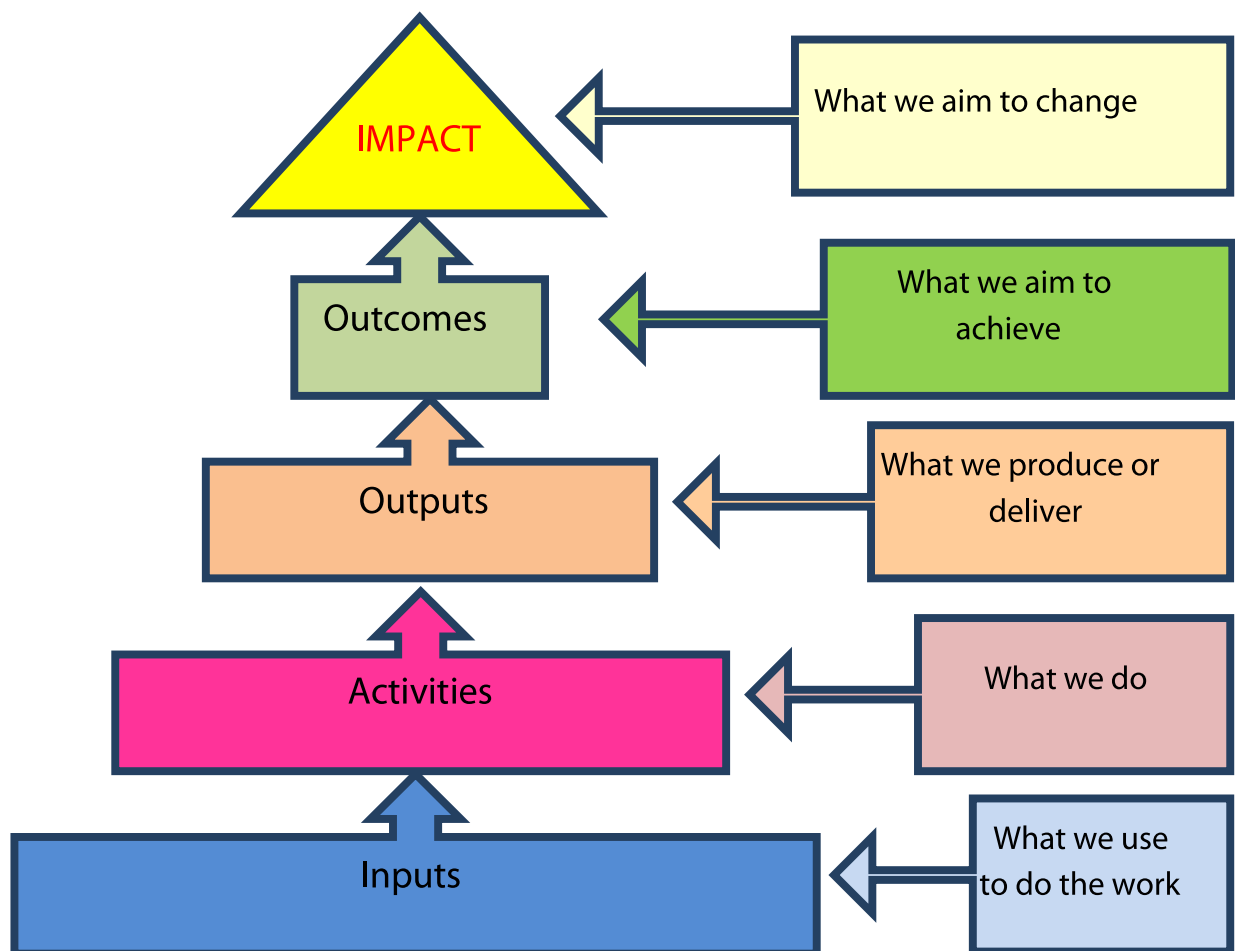 IMPACT
What we aim to change
Outcomes
What we aim to
achieve
Outputs
What we produce or
deliver
Activities
What we do
Inputs
What we use
to do the work